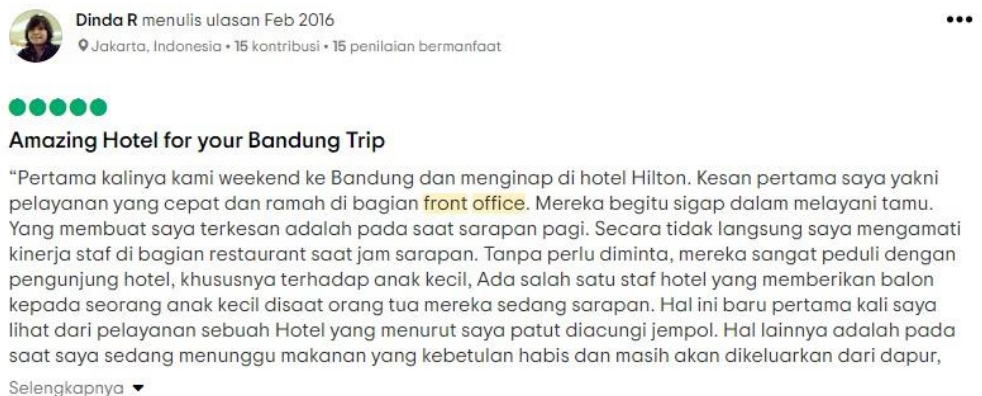 Dinda R menulis ulasan Feb 2016
Jakarta, Indonesia • 15 kontribusi • 15 penilaian bermanfaat
Amazing Hotel for your Bandung Trip
“Pertama kalinya kami weekend ke Bandung dan menginap di hotel Hilton. Kesan pertama saya yakni
pelayanan yang cepat dan ramah di bagian front office. Mereka begitu sigap dalam melayani tamu.
Yang membuat saya terkesan adalah pada saat sarapan pagi. Secara tidak langsung saya mengamati
kinerja staf di bagian restaurant saat jam sarapan. Tanpa perlu diminta, mereka sangat peduli dengan
pengunjung hotel, khususnya terhadap anak kecil, Ada salah satu staf hotel yang memberikan balon
kepada seorang anak kecil disaat orang tua mereka sedang sarapan. Hal ini baru pertama kali saya
lihat dari pelayanan sebuah Hotel yang menurut saya patut diacungi jempol. Hal lainnya adalah pada
saat saya sedang menunggu makanan yang kebetulan habis dan masih akan dikeluarkan dari dapur,
Selengkapnya